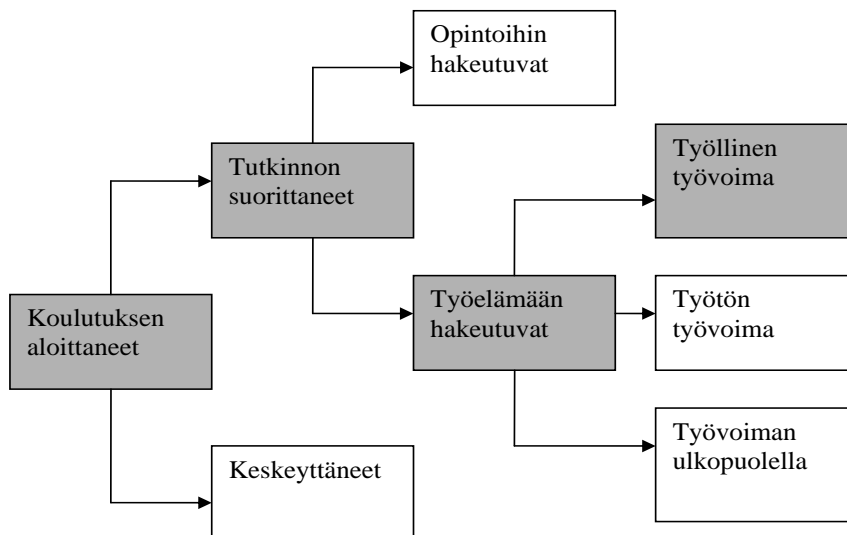 Opintoihin
hakeutuvat
Tutkinnon
suorittaneet
Työllinen
työvoima
Koulutuksen
aloittaneet
Työelämään
hakeutuvat
Työtön
työvoima
Keskeyttäneet
Työvoiman
ulkopuolella